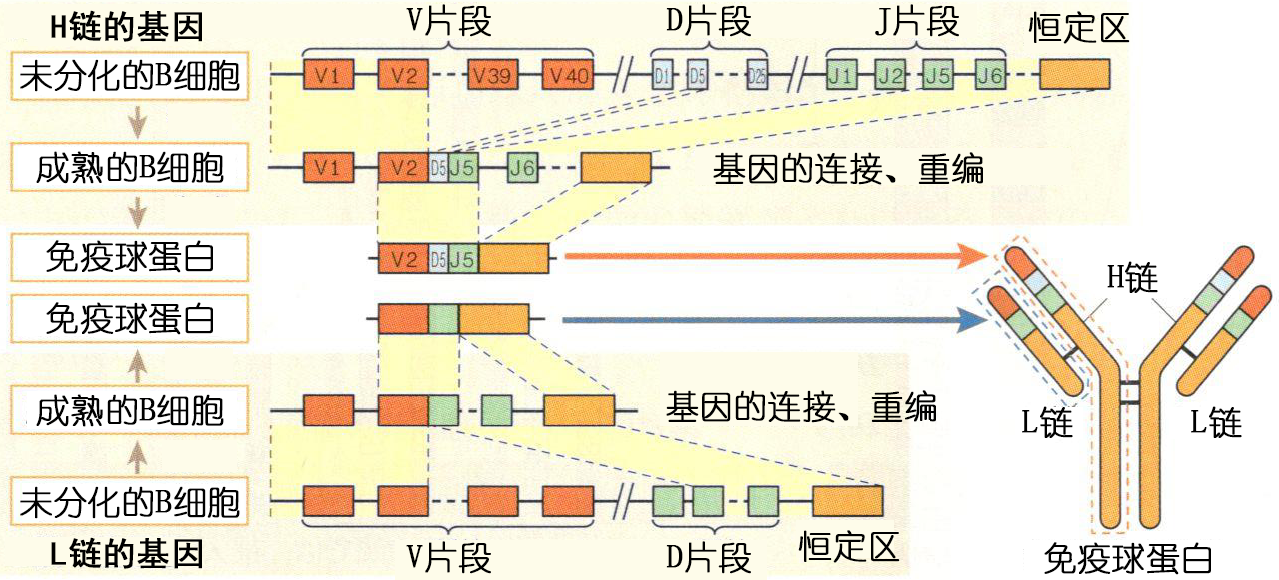 H链的基因
V片段
D片段
J片段
恒定区
未分化的B细胞
V1
V2
V39
V40
D1
D5
D25
J1
J2
J5
J6
成熟的B细胞
V1
V2
D5
J5
J6
基因的连接、重编
免疫球蛋白
V2
D5
J5
免疫球蛋白
H链
成熟的B细胞
基因的连接、重编
L链
L链
未分化的B细胞
L链的基因
V片段
D片段
恒定区
免疫球蛋白